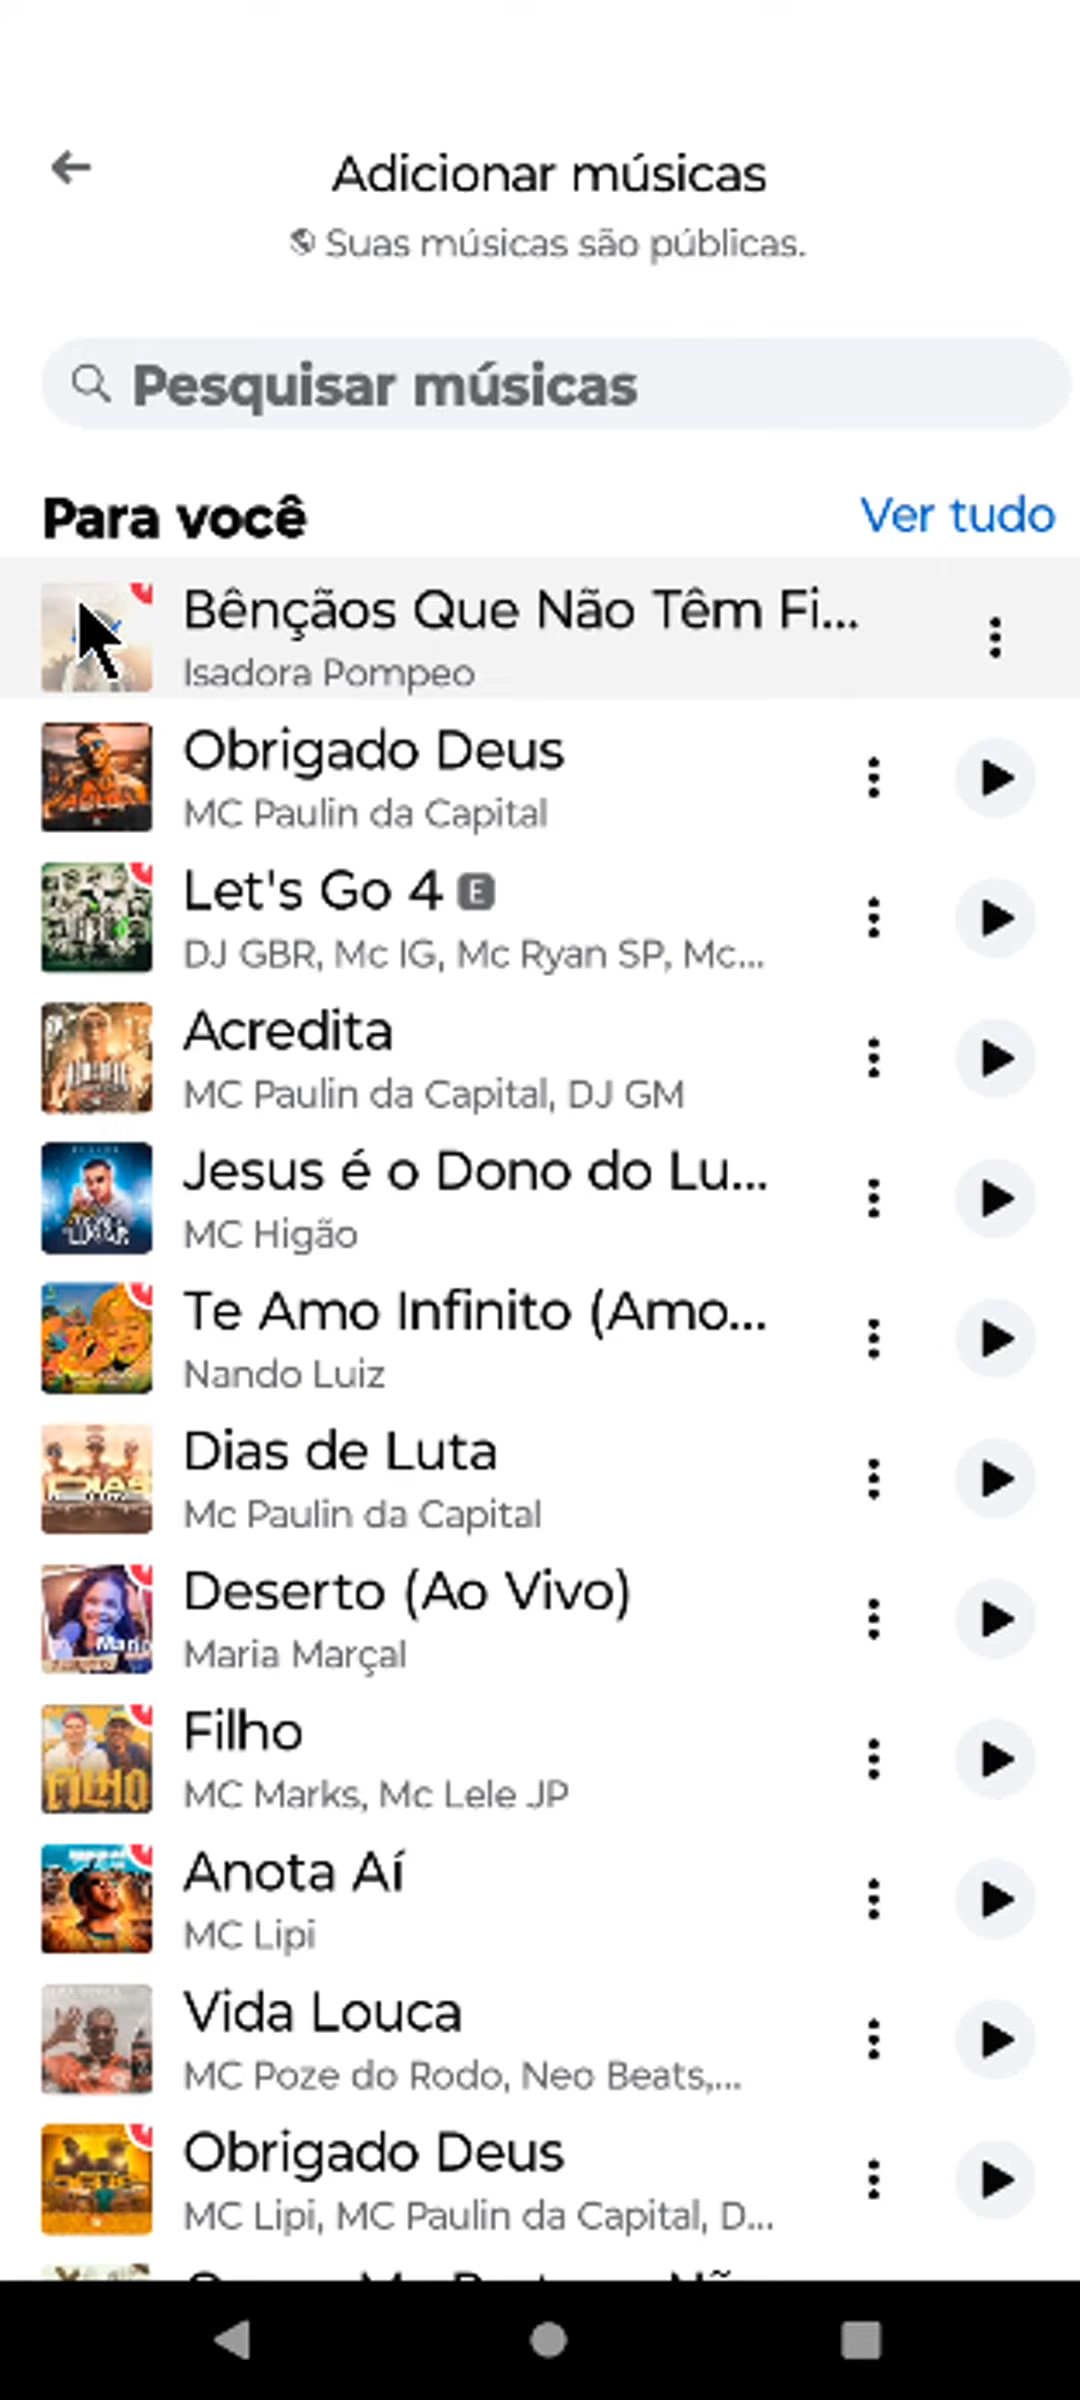 Adicionar músicas
Suas músicas são públicas.
Pesquisar músicas
Para você
Ver tudo
Bênçãos Que Não Têm Fi...
Isadora Pompeo
Obrigado Deus
MC Paulin da Capital
Let's Go 4 E
DJ GBR, Mc IG, Mc Ryan SP, Mc...
Acredita
MC Paulin da Capital, DJ GM
Jesus é o Dono do Lu...
MC Higão
Te Amo Infinito (Amo...
Nando Luiz
DIAS
Dias de Luta
Mc Paulin da Capital
Deserto (Ao Vivo)
Maria Marçal
FILHO
Filho
MC Marks, Mc Lele JP
Anota Aí
MC Lipi
Vida Louca
MC Poze do Rodo, Neo Beats,...
Obrigado Deus
MC Lipi, MC Paulin da Capital, D...